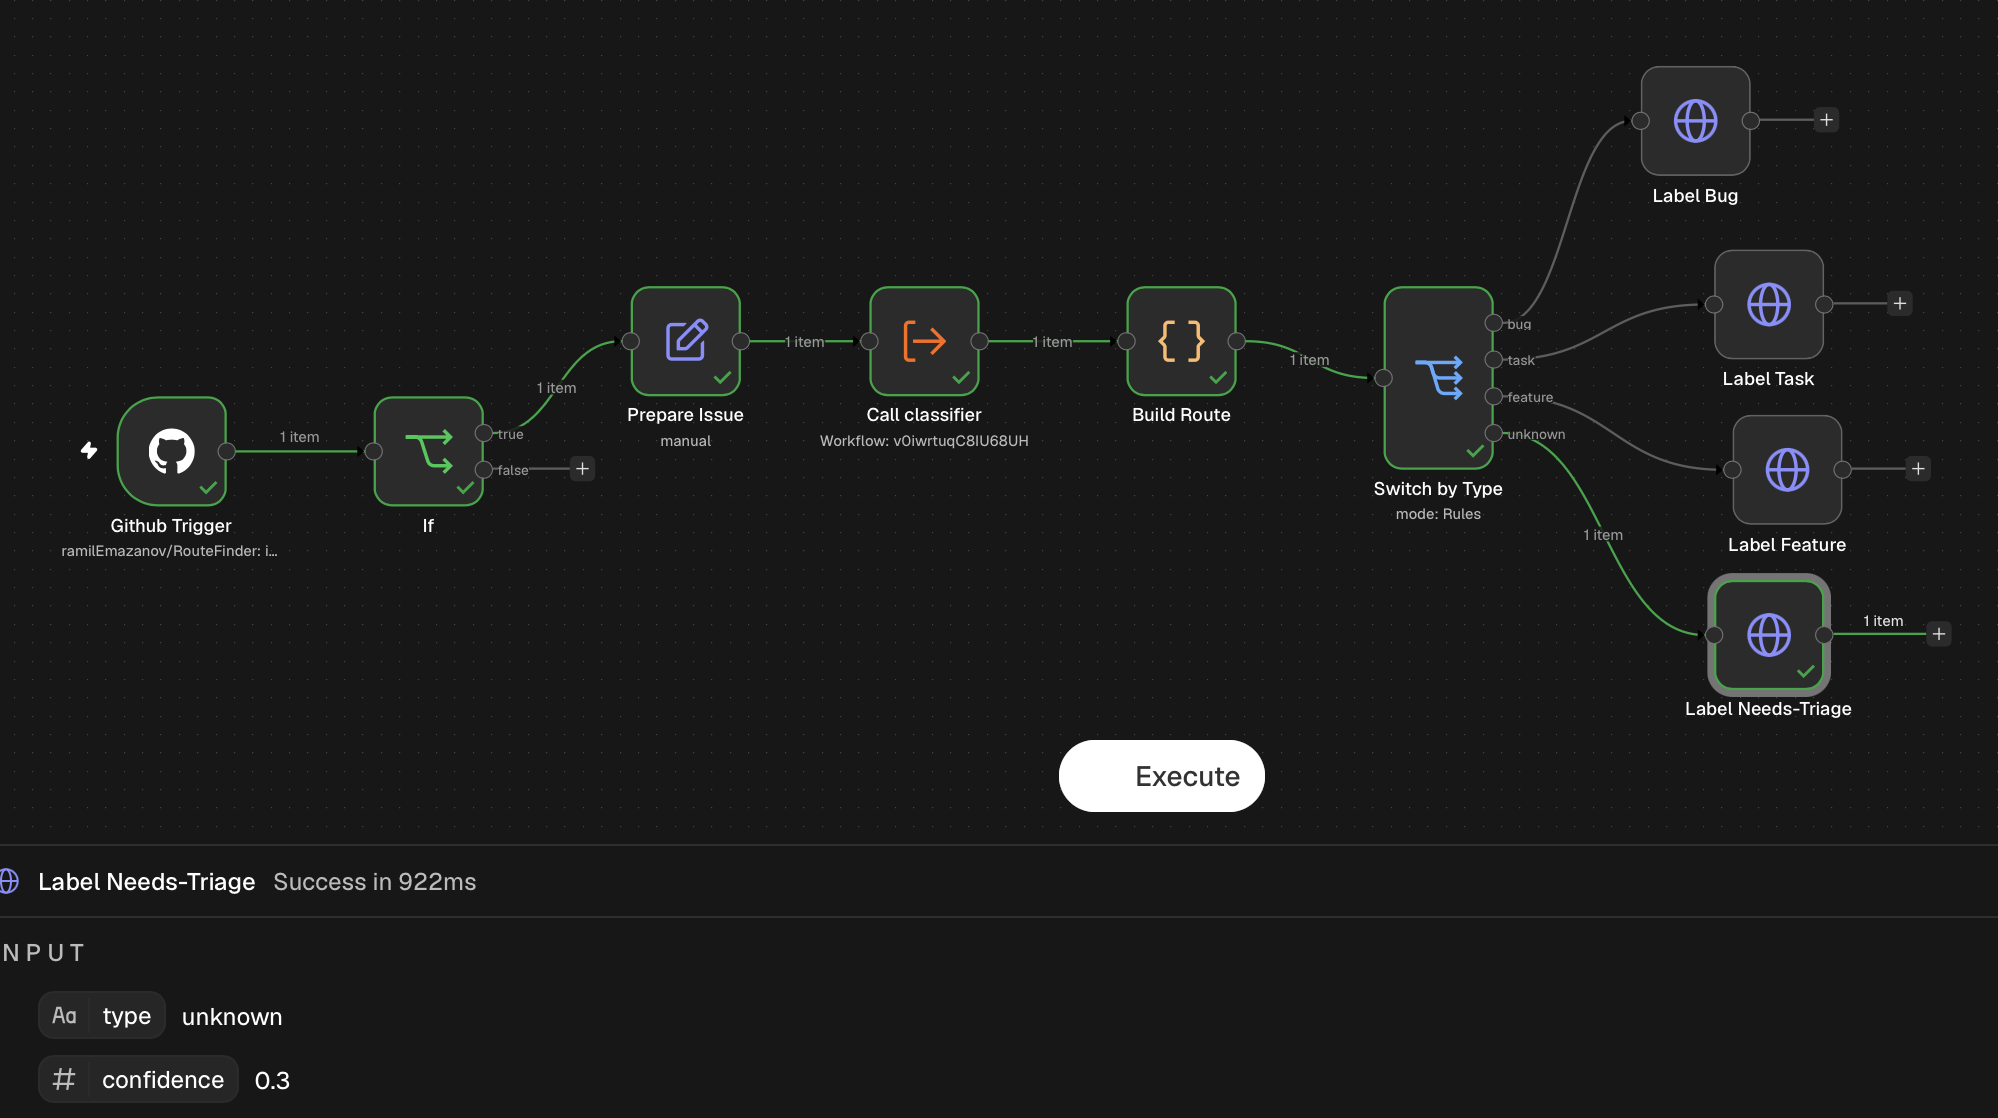 Label Bug
Label Task
Label Feature
1 item
Label Needs-Triage
bug
task
feature
unknown
1 item
Switch by Type
mode: Rules
1 item
Build Route
1 item
Call classifier
Workflow: v0iwrtuqC8IU68UH
1 item
Prepare Issue
manual
1 item
true
false
If
1 item
Github Trigger
ramilEmazanov/RouteFinder: i...
Execute
Label Needs-Triage Success in 922ms
NPUT
Aa type unknown
# confidence 0.3